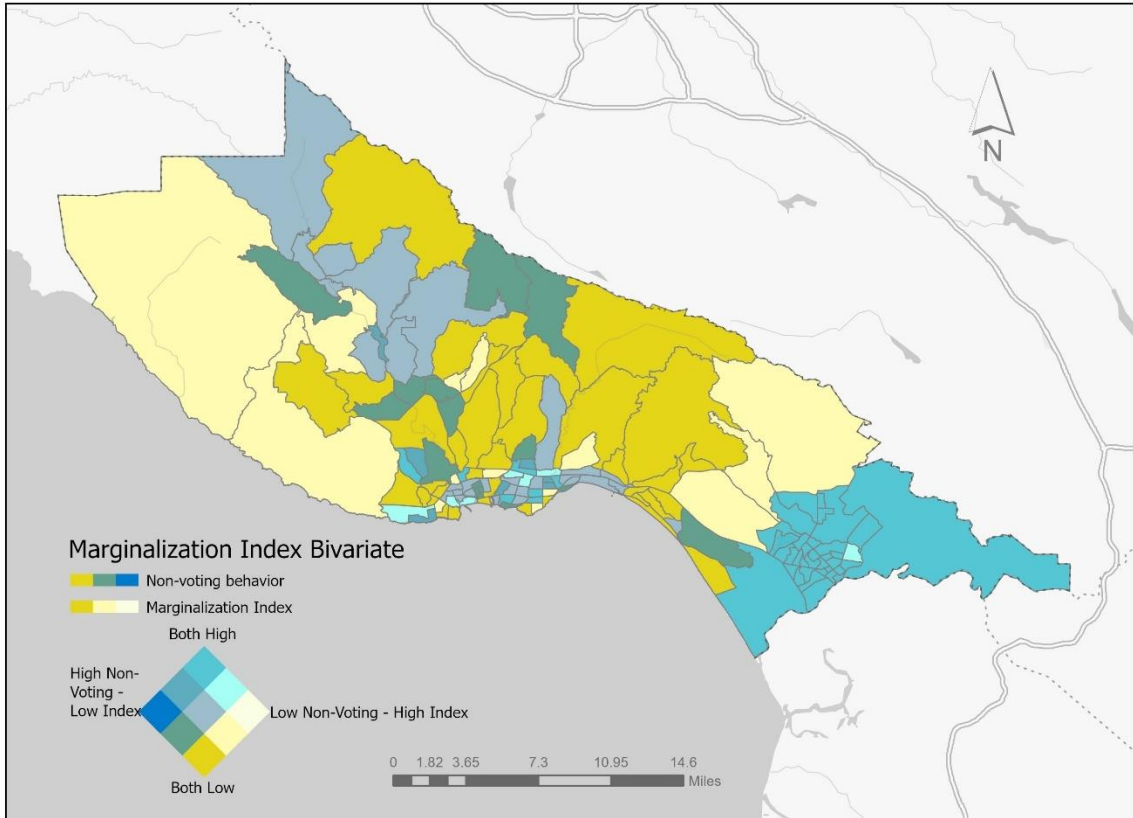 N
Marginalization Index Bivariate
Non-voting behavior
Marginalization Index
Both High
High Non-
Voting -
Low Index
Low Non-Voting - High Index
Both Low
0 1.82 3.65 7.3 10.95 14.6
Miles